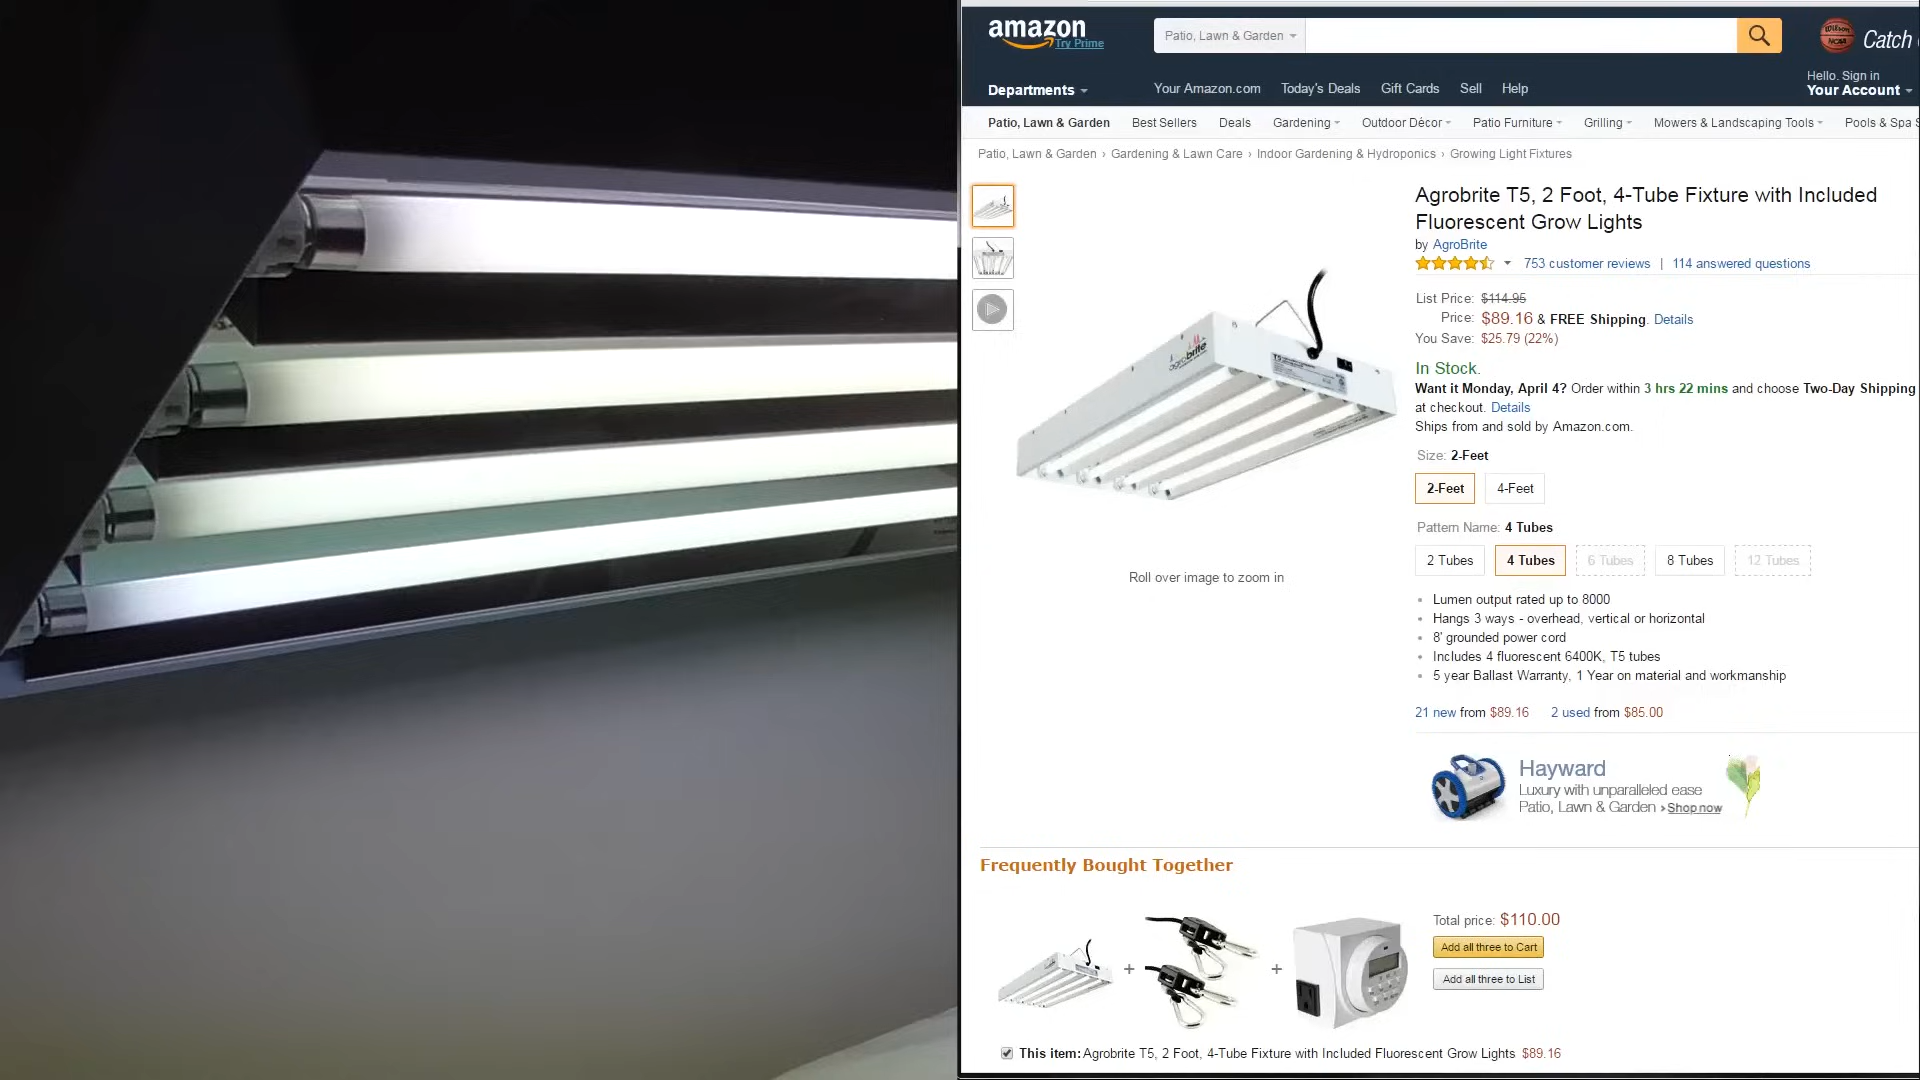 amazon
Try Prime
Patio, Lawn & Garden
Catch
Departments
Your Amazon.com Today's Deals Gift Cards Sell Help
Hello. Sign in
Your Account
Patio, Lawn & Garden Best Sellers Deals Gardening Outdoor Décor Patio Furniture Grilling Mowers & Landscaping Tools Pools & Spa S
Patio, Lawn & Garden › Gardening & Lawn Care › Indoor Gardening & Hydroponics › Growing Light Fixtures
Agrobrite T5, 2 Foot, 4-Tube Fixture with Included
Fluorescent Grow Lights
by AgroBrite
753 customer reviews | 114 answered questions
List Price: $114.95
Price: $89.16 & FREE Shipping. Details
You Save: $25.79 (22%)
In Stock.
Want it Monday, April 4? Order within 3 hrs 22 mins and choose Two-Day Shipping
at checkout. Details
Ships from and sold by Amazon.com.
Size: 2-Feet
2-Feet 4-Feet
Pattern Name: 4 Tubes
2 Tubes 4 Tubes 6 Tubes 8 Tubes 12 Tubes
Lumen output rated up to 8000
Hangs 3 ways - overhead, vertical or horizontal
8' grounded power cord
Includes 4 fluorescent 6400K, T5 tubes
5 year Ballast Warranty, 1 Year on material and workmanship
agrobrite
T5
Roll over image to zoom in
21 new from $89.16 2 used from $85.00
Hayward
Luxury with unparalleled ease
Patio, Lawn & Garden › Shop now
Frequently Bought Together
+ +
Total price: $110.00
Add all three to Cart
Add all three to List
This item: Agrobrite T5, 2 Foot, 4-Tube Fixture with Included Fluorescent Grow Lights $89.16